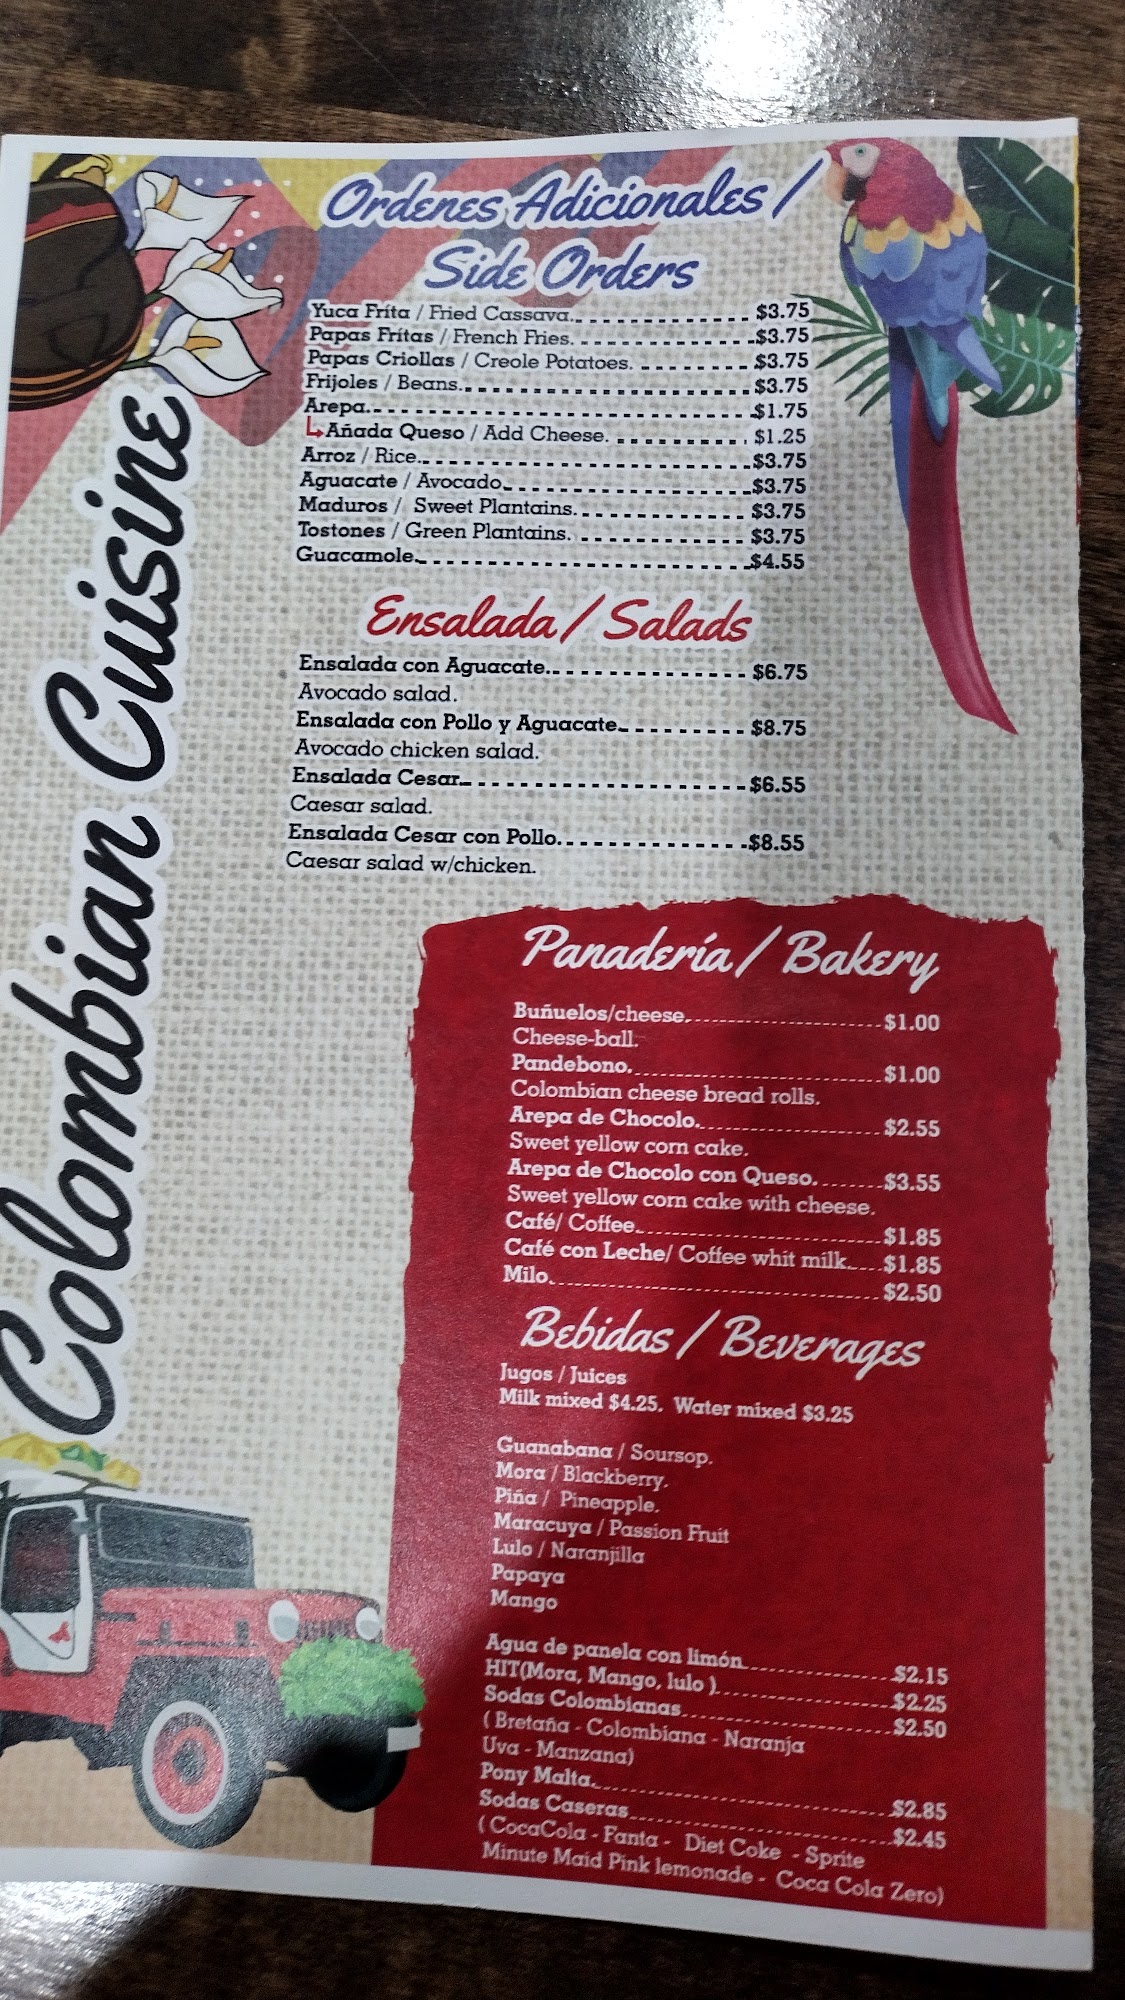 Colombian Cuisine
Ordenes Adicionales /
Side Orders
Yuca Frita / Fried Cassava. $3.75
Papas Fritas / French Fries. $3.75
Papas Criollas / Creole Potatoes. $3.75
Frijoles / Beans. $3.75
Arepa. $1.75
Añada Queso / Add Cheese. $1.25
Arroz / Rice. $3.75
Aguacate / Avocado. $3.75
Maduros / Sweet Plantains. $3.75
Tostones / Green Plantains. $3.75
Guacamole. $4.55
Ensalada / Salads
Ensalada con Aguacate. $6.75
Avocado salad.
Ensalada con Pollo y Aguacate. $8.75
Avocado chicken salad.
Ensalada Cesar. $6.55
Caesar salad.
Ensalada Cesar con Pollo. $8.55
Caesar salad w/chicken.
Panadería / Bakery
Buñuelos/cheese. $1.00
Cheese-ball.
Pandebono. $1.00
Colombian cheese bread rolls.
Arepa de Chocolo. $2.55
Sweet yellow corn cake.
Arepa de Chocolo con Queso. $3.55
Sweet yellow corn cake with cheese.
Café/ Coffee. $1.85
Café con Leche/ Coffee whit milk. $1.85
Milo. $2.50
Bebidas / Beverages
Jugos / Juices
Milk mixed $4.25. Water mixed $3.25
Guanabana / Soursop.
Mora / Blackberry.
Piña / Pineapple.
Maracuya / Passion Fruit
Lulo / Naranjilla
Papaya
Mango
Agua de panela con limón $2.15
HIT(Mora, Mango, lulo ) $2.25
Sodas Colombianas $2.50
( Bretaña - Colombiana - Naranja
Uva - Manzana)
Pony Malta. $2.85
Sodas Caseras $2.45
( CocaCola - Fanta - Diet Coke - Sprite
Minute Maid Pink lemonade - Coca Cola Zero)